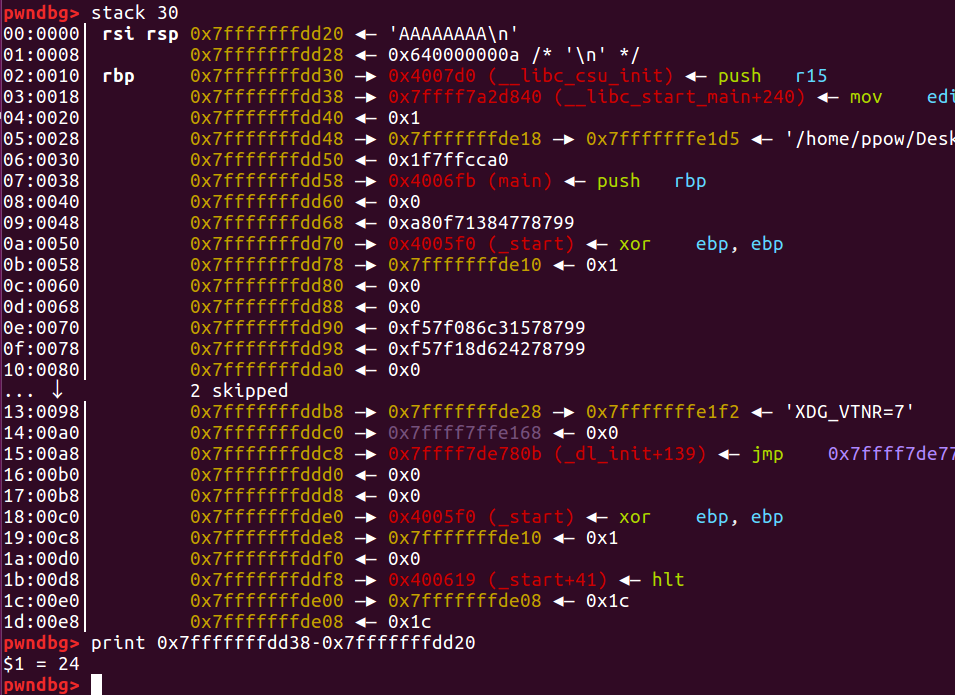 pwndbg> stack 30
00:0000│ rsi rsp 0x7fffffffdd20 ◂— 'AAAAAAAA\n'
01:0008│ 0x7fffffffdd28 ◂— 0x640000000a /* '\n' */
02:0010│ rbp 0x7fffffffdd30 —▸ 0x4007d0 (__libc_csu_init) ◂— push r15
03:0018│ 0x7fffffffdd38 —▸ 0x7ffff7a2d840 (__libc_start_main+240) ◂— mov edi
04:0020│ 0x7fffffffdd40 ◂— 0x1
05:0028│ 0x7fffffffdd48 —▸ 0x7fffffffde18 —▸ 0x7fffffffe1d5 ◂— '/home/ppow/Desk
06:0030│ 0x7fffffffdd50 ◂— 0x1f7ffcca0
07:0038│ 0x7fffffffdd58 —▸ 0x4006fb (main) ◂— push rbp
08:0040│ 0x7fffffffdd60 ◂— 0x0
09:0048│ 0x7fffffffdd68 ◂— 0xa80f71384778799
0a:0050│ 0x7fffffffdd70 —▸ 0x4005f0 (_start) ◂— xor ebp, ebp
0b:0058│ 0x7fffffffdd78 —▸ 0x7fffffffde10 ◂— 0x1
0c:0060│ 0x7fffffffdd80 ◂— 0x0
0d:0068│ 0x7fffffffdd88 ◂— 0x0
0e:0070│ 0x7fffffffdd90 ◂— 0xf57f086c31578799
0f:0078│ 0x7fffffffdd98 ◂— 0xf57f18d624278799
10:0080│ 0x7fffffffdda0 ◂— 0x0
... ↓ 2 skipped
13:0098│ 0x7fffffffddb8 —▸ 0x7fffffffde28 —▸ 0x7fffffffe1f2 ◂— 'XDG_VTNR=7'
14:00a0│ 0x7fffffffddc0 —▸ 0x7ffff7ffe168 ◂— 0x0
15:00a8│ 0x7fffffffddc8 —▸ 0x7ffff7de780b (_dl_init+139) ◂— jmp 0x7ffff7de77
16:00b0│ 0x7fffffffddd0 ◂— 0x0
17:00b8│ 0x7fffffffddd8 ◂— 0x0
18:00c0│ 0x7fffffffdde0 —▸ 0x4005f0 (_start) ◂— xor ebp, ebp
19:00c8│ 0x7fffffffdde8 —▸ 0x7fffffffde10 ◂— 0x1
1a:00d0│ 0x7fffffffddf0 ◂— 0x0
1b:00d8│ 0x7fffffffddf8 —▸ 0x400619 (_start+41) ◂— hlt
1c:00e0│ 0x7fffffffde00 —▸ 0x7fffffffde08 ◂— 0x1c
1d:00e8│ 0x7fffffffde08 ◂— 0x1c
pwndbg> print 0x7fffffffdd38-0x7fffffffdd20
$1 = 24
pwndbg>